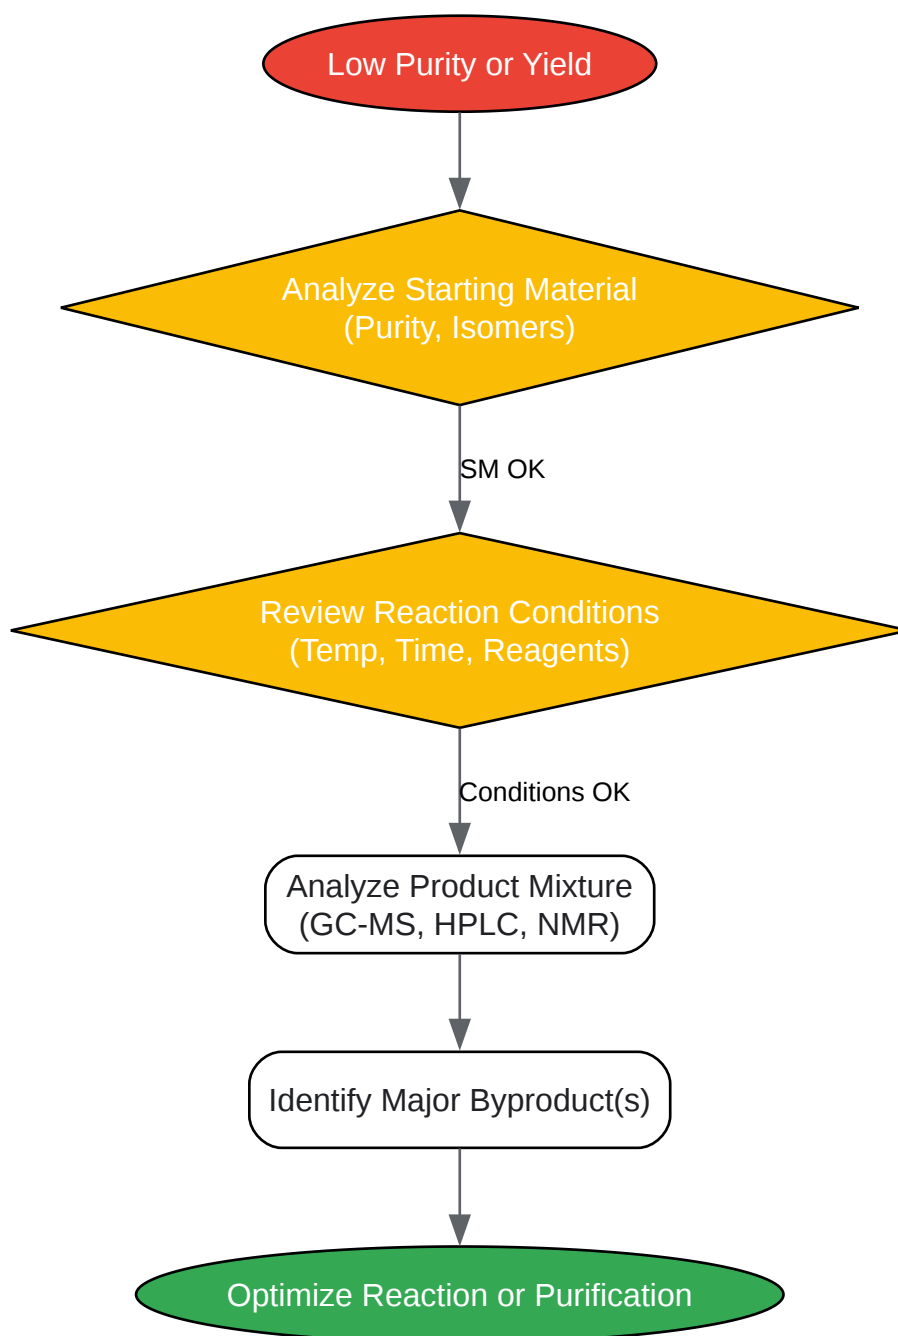 Low Purity or Yield
Analyze Starting Material
(Purity, Isomers)
SM OK
Review Reaction Conditions
(Temp, Time, Reagents)
Conditions OK
Analyze Product Mixture
(GC-MS, HPLC, NMR)
Identify Major Byproduct(s)
Optimize Reaction or Purification